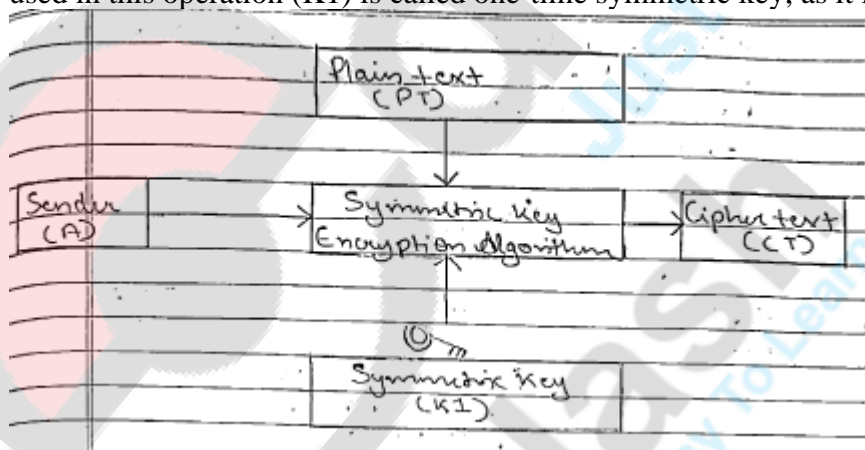 used in this operation (K1) is called one-time symmetric key, as it i
Plain text
(PT)
Sender
(A)
Symmetric Key
Encryption Algorithm
Cipher text
(CT)
Symmetric Key
(K1).